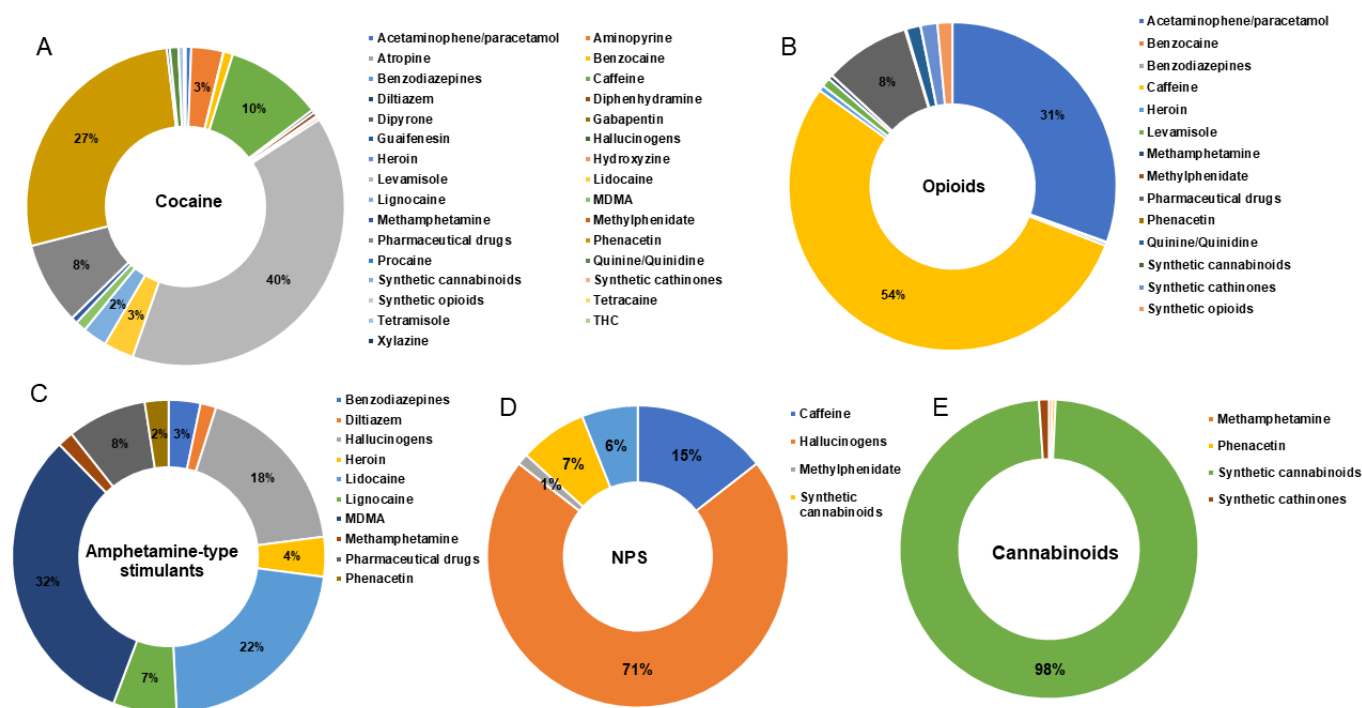 A
Cocaine
3%
10%
40%
3%
2%
8%
27%
Acetaminophene/paracetamol
Aminopyrine
Atropine
Benzocaine
Benzodiazepines
Caffeine
Diltiazem
Diphenhydramine
Dipyrone
Gabapentin
Guaifenesin
Hallucinogens
Heroin
Hydroxyzine
Levamisole
Lidocaine
Lignocaine
MDMA
Methamphetamine
Methylphenidate
Pharmaceutical drugs
Phenacetin
Procaine
Quinine/Quinidine
Synthetic cannabinoids
Synthetic cathinones
Synthetic opioids
Tetracaine
Tetramisole
THC
Xylazine
B
Opioids
31%
54%
8%
Acetaminophene/paracetamol
Benzocaine
Benzodiazepines
Caffeine
Heroin
Levamisole
Methamphetamine
Methylphenidate
Pharmaceutical drugs
Phenacetin
Quinine/Quinidine
Synthetic cannabinoids
Synthetic cathinones
Synthetic opioids
C
Amphetamine-type
stimulants
3%
18%
4%
22%
7%
32%
8%
2%
Benzodiazepines
Diltiazem
Hallucinogens
Heroin
Lidocaine
Lignocaine
MDMA
Methamphetamine
Pharmaceutical drugs
Phenacetin
D
NPS
15%
71%
1%
7%
6%
Caffeine
Hallucinogens
Methylphenidate
Synthetic
cannabinoids
E
Cannabinoids
98%
Methamphetamine
Phenacetin
Synthetic cannabinoids
Synthetic cathinones